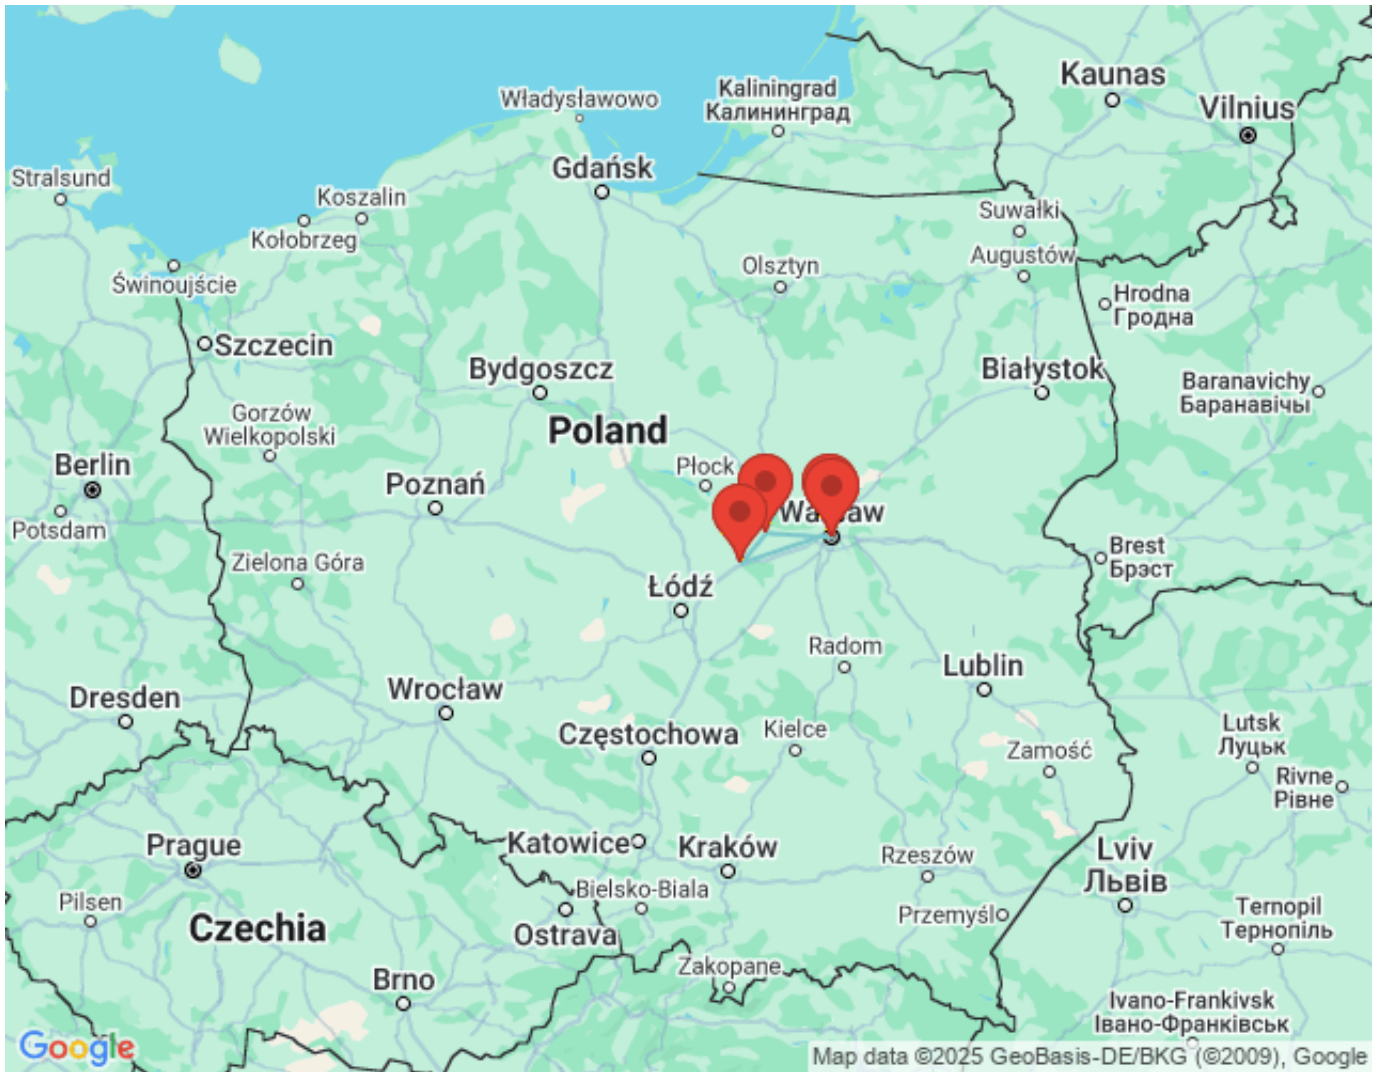 Kaunas
Vilnius
Kaliningrad
Калининград
Władysławowo
Gdańsk
Stralsund
Koszalin
Kołobrzeg
Suwałki
Augustów
Olsztyn
Świnoujście
Hrodna
Гродна
Szczecin
Bydgoszcz
Białystok
Baranavichy
Баранавічы
Gorzów
Wielkopolski
Poland
Berlin
Płock
Poznań
Potsdam
Warsaw
Brest
Брэст
Zielona Góra
Łódź
Radom
Lublin
Dresden
Wrocław
Częstochowa
Kielce
Lutsk
Луцьк
Zamość
Rivne
Рівне
Prague
Katowice
Kraków
Rzeszów
Lviv
Львів
Pilsen
Bielsko-Biala
Przemyśl
Ternopil
Тернопіль
Czechia
Ostrava
Zakopane
Brno
Ivano-Frankivsk
Івано-Франківськ
Google
Map data ©2025 GeoBasis-DE/BKG (©2009), Google